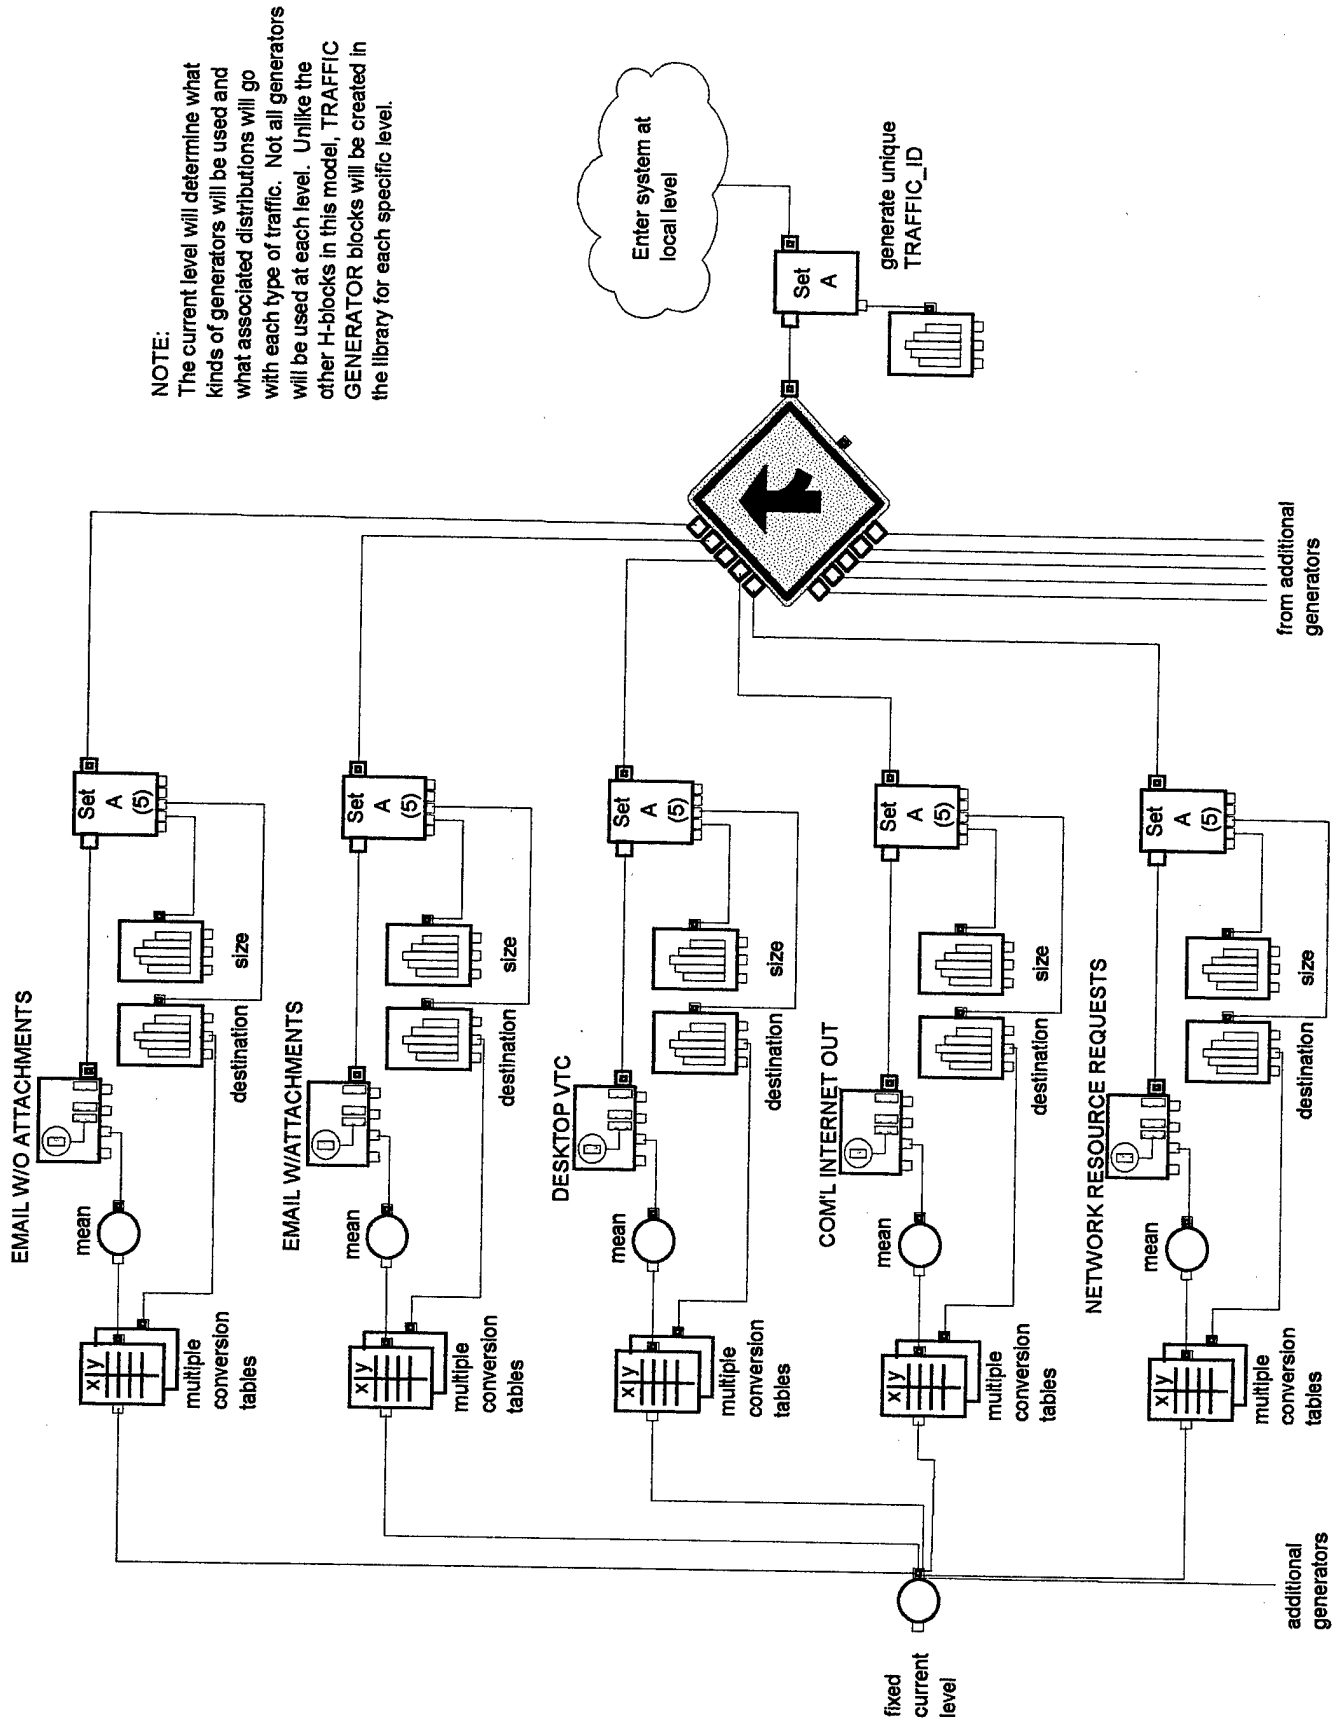 NOTE:
The current level will determine what
kinds of generators will be used and
what associated distributions will go
with each type of traffic. Not all generators
will be used at each level. Unlike the
other H-blocks in this model, TRAFFIC
GENERATOR blocks will be created in
the library for each specific level.
EMAIL W/O ATTACHMENTS
x|y
multiple
conversion
tables
mean
destination
size
Set
A
(5)
EMAIL W/ATTACHMENTS
x|y
multiple
conversion
tables
mean
destination
size
Set
A
(5)
DESKTOP VTC
x|y
multiple
conversion
tables
mean
destination
size
Set
A
(5)
COM'L INTERNET OUT
x|y
multiple
conversion
tables
mean
destination
size
Set
A
(5)
NETWORK RESOURCE REQUESTS
x|y
multiple
conversion
tables
mean
destination
size
Set
A
(5)
fixed
current
level
additional
generators
from additional
generators
Set
A
generate unique
TRAFFIC_ID
Enter system at
local level